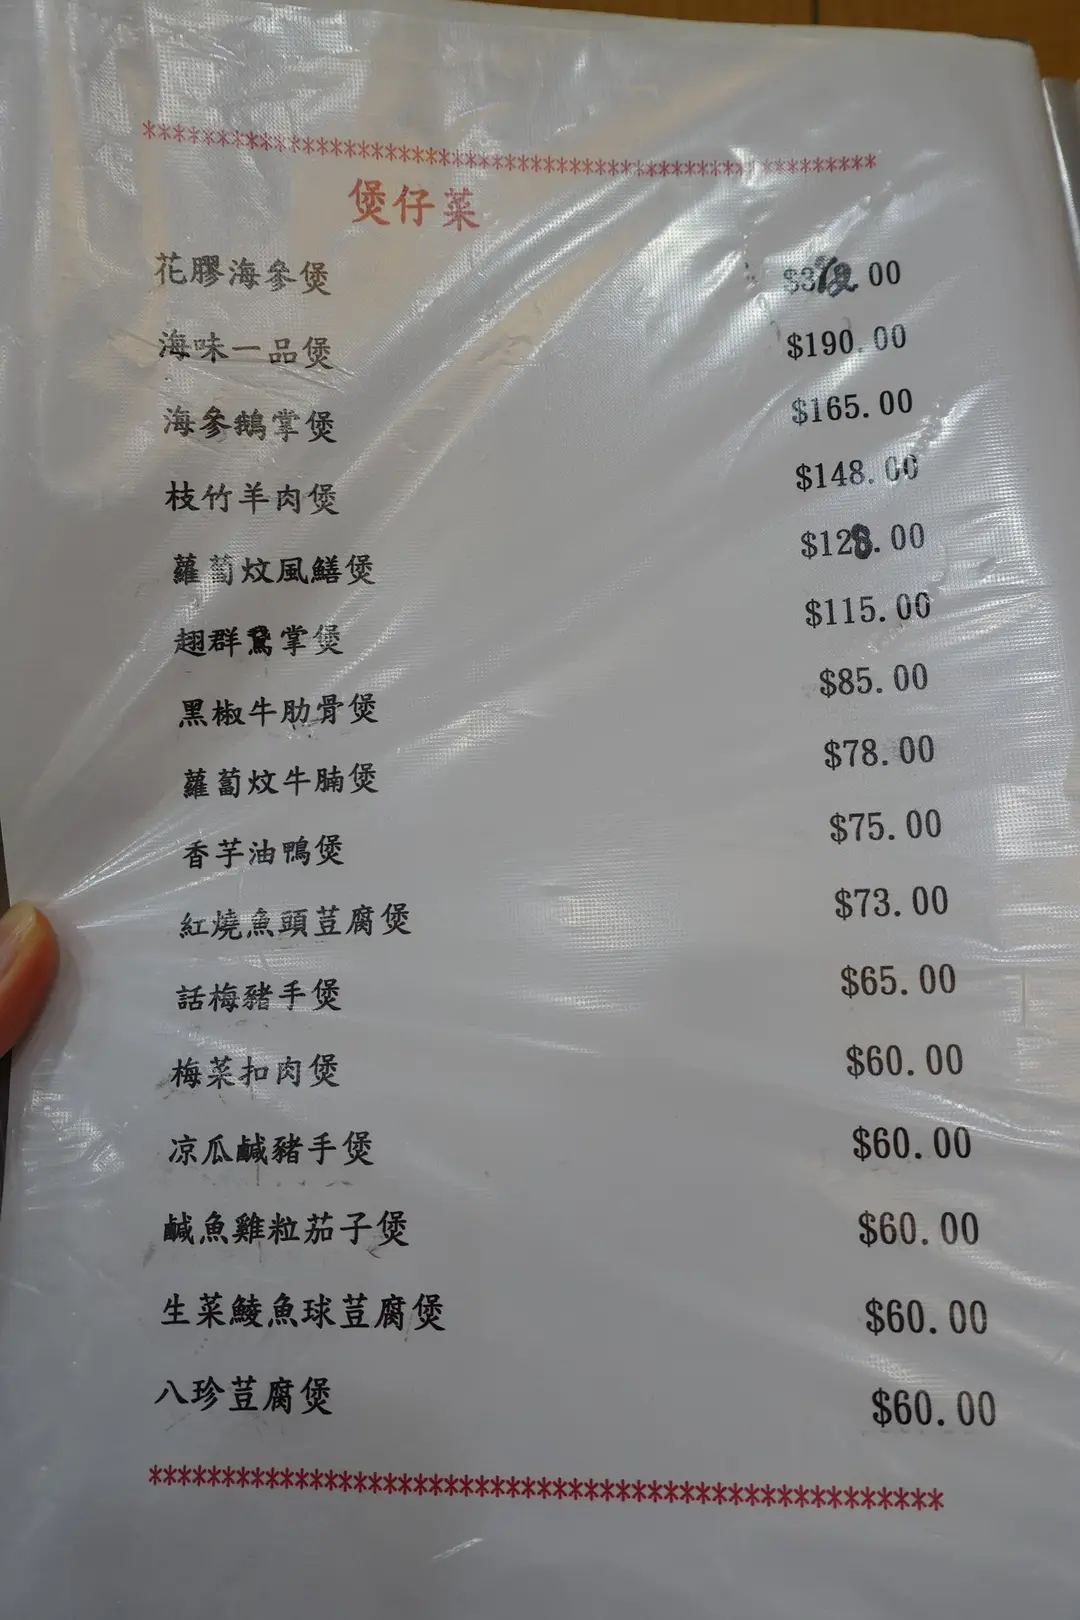 ***************************************************
煲仔菜
花膠海參煲 $372.00
海味一品煲 $190.00
海參鵝掌煲 $165.00
枝竹羊肉煲 $148.00
蘿蔔炆風鱔煲 $128.00
翅群鵞掌煲 $115.00
黑椒牛肋骨煲 $85.00
蘿蔔炆牛腩煲 $78.00
香芋油鴨煲 $75.00
紅燒魚頭荳腐煲 $73.00
話梅豬手煲 $65.00
梅菜扣肉煲 $60.00
凉瓜鹹豬手煲 $60.00
鹹魚雞粒茄子煲 $60.00
生菜鯪魚球荳腐煲 $60.00
八珍荳腐煲 $60.00
*******************************************************